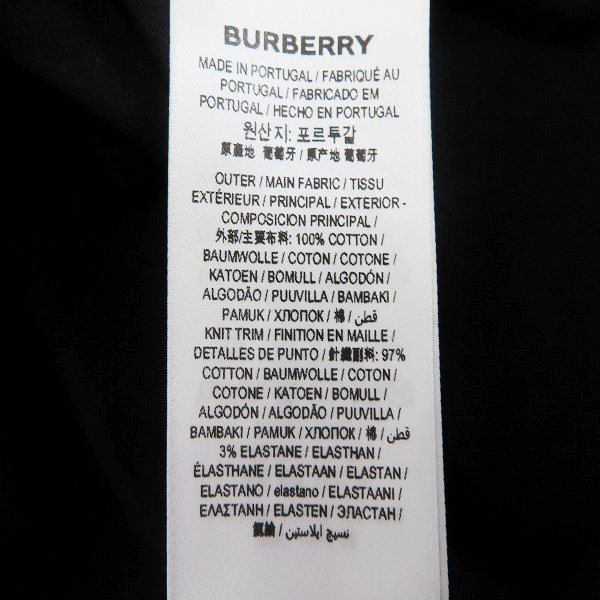 BURBERRY
MADE IN PORTUGAL / FABRIQUÉ AU
PORTUGAL / FABRICADO EM
PORTUGAL / HECHO EN PORTUGAL
원산지: 포르투갈
原產地 葡萄牙 / 原产地 葡萄牙
OUTER / MAIN FABRIC / TISSU
EXTÉRIEUR / PRINCIPAL / EXTERIOR -
COMPOSICION PRINCIPAL /
外部/主要布料: 100% COTTON /
BAUMWOLLE / COTON / COTONE /
KATOEN / BOMULL / ALGODÓN /
ALGODÃO / PUUVILLA / BAMBAKI /
PAMUK / ХЛОПОК / 棉 / قطن /
KNIT TRIM / FINITION EN MAILLE /
DETALLES DE PUNTO / 針織副料: 97%
COTTON / BAUMWOLLE / COTON /
COTONE / KATOEN / BOMULL /
ALGODÓN / ALGODÃO / PUUVILLA /
BAMBAKI / PAMUK / ХЛОПОК / 棉 / قطن /
3% ELASTANE / ELASTHAN /
ÉLASTHANE / ELASTAAN / ELASTAN /
ELASTANO / elastano / ELASTAANI /
ΕΛΑΣΤΑΝΗ / ELASTEN / ЭЛАСТАН /
氨綸 / نسيج ايلاستين /